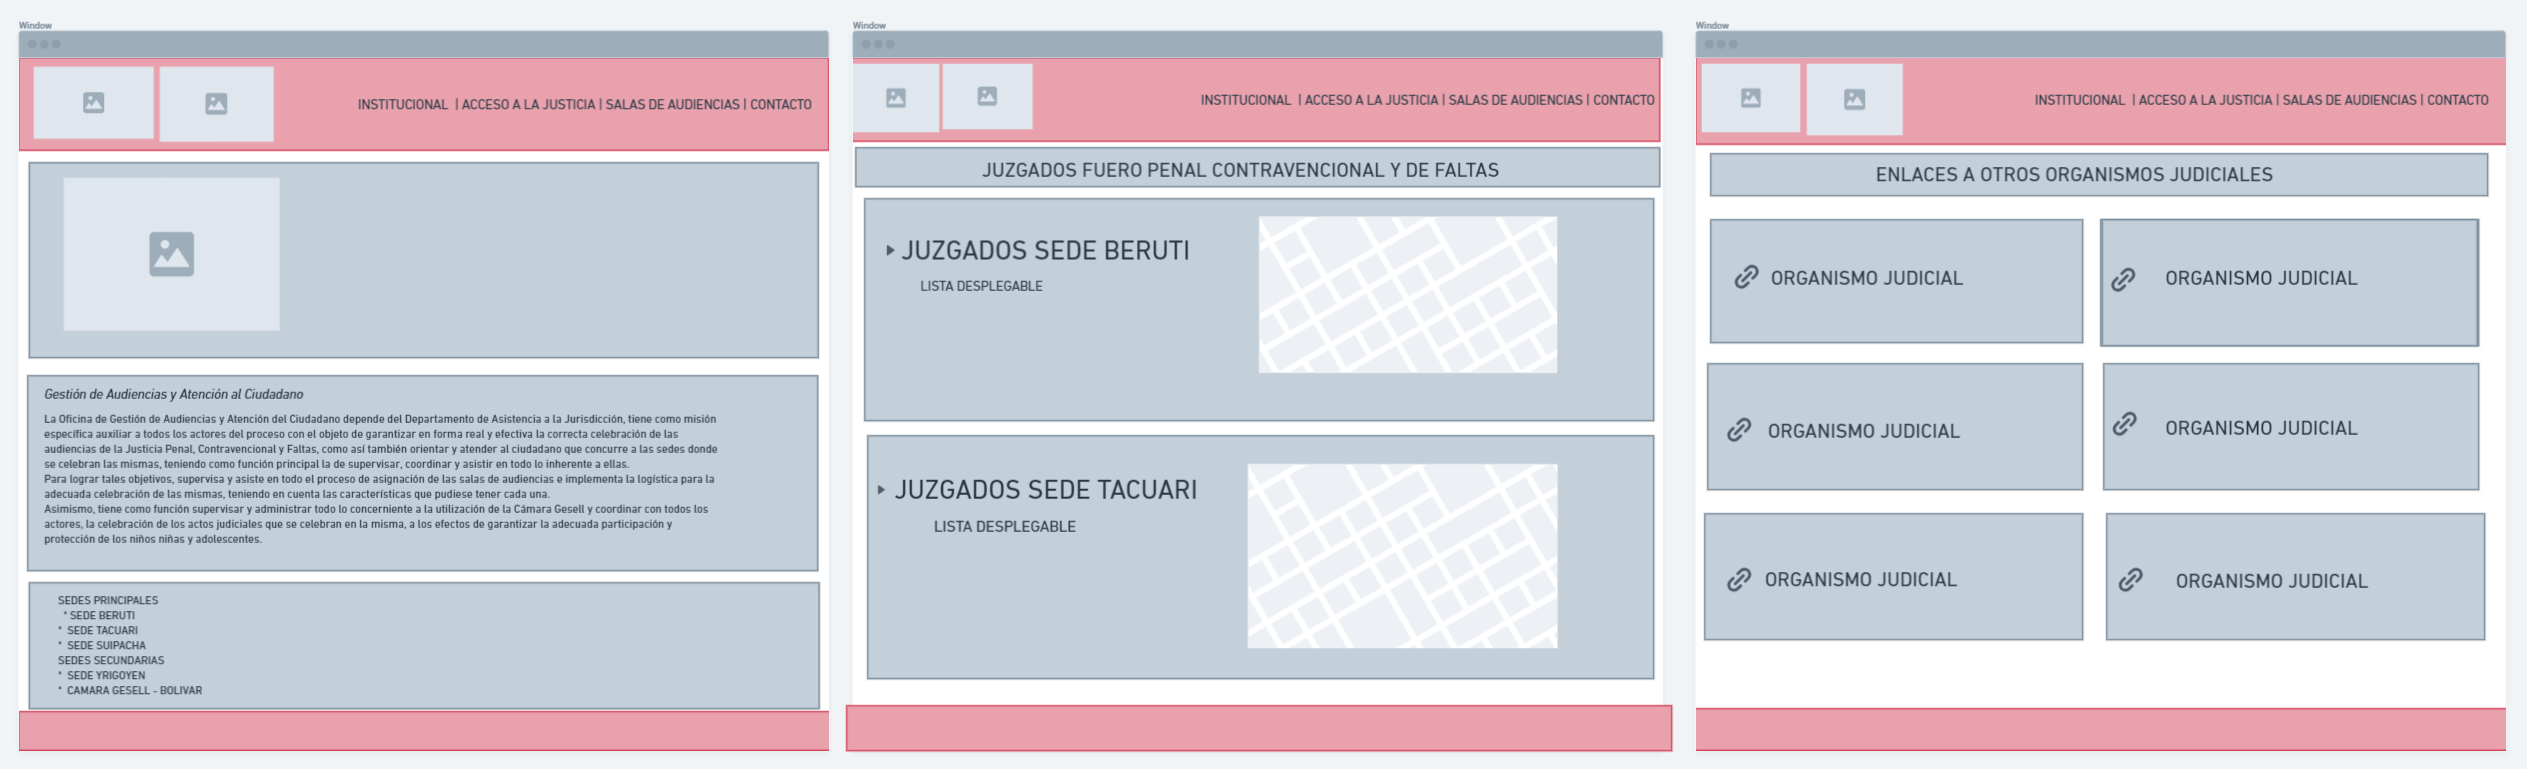 Window
INSTITUCIONAL | ACCESO A LA JUSTICIA | SALAS DE AUDIENCIAS | CONTACTO
Gestión de Audiencias y Atención al Ciudadano
La Oficina de Gestión de Audiencias y Atención del Ciudadano depende del Departamento de Asistencia a la Jurisdicción, tiene como misión
específica auxiliar a todos los actores del proceso con el objeto de garantizar en forma real y efectiva la correcta celebración de las
audiencias de la Justicia Penal, Contravencional y Faltas, como así también orientar y atender al ciudadano que concurre a las sedes donde
se celebran las mismas, teniendo como función principal la de supervisar, coordinar y asistir en todo lo inherente a ellas.
Para lograr tales objetivos, supervisa y asiste en todo el proceso de asignación de las salas de audiencias e implementa la logística para la
adecuada celebración de las mismas, teniendo en cuenta las características que pudiese tener cada una.
Asimismo, tiene como función supervisar y administrar todo lo concerniente a la utilización de la Cámara Gesell y coordinar con todos los
actores, la celebración de los actos judiciales que se celebran en la misma, a los efectos de garantizar la adecuada participación y
protección de los niños niñas y adolescentes.
SEDES PRINCIPALES
* SEDE BERUTI
* SEDE TACUARI
* SEDE SUIPACHA
SEDES SECUNDARIAS
* SEDE YRIGOYEN
* CAMARA GESELL - BOLIVAR
Window
INSTITUCIONAL | ACCESO A LA JUSTICIA | SALAS DE AUDIENCIAS | CONTACTO
JUZGADOS FUERO PENAL CONTRAVENCIONAL Y DE FALTAS
JUZGADOS SEDE BERUTI
LISTA DESPLEGABLE
JUZGADOS SEDE TACUARI
LISTA DESPLEGABLE
Window
INSTITUCIONAL | ACCESO A LA JUSTICIA | SALAS DE AUDIENCIAS | CONTACTO
ENLACES A OTROS ORGANISMOS JUDICIALES
ORGANISMO JUDICIAL
ORGANISMO JUDICIAL
ORGANISMO JUDICIAL
ORGANISMO JUDICIAL
ORGANISMO JUDICIAL
ORGANISMO JUDICIAL